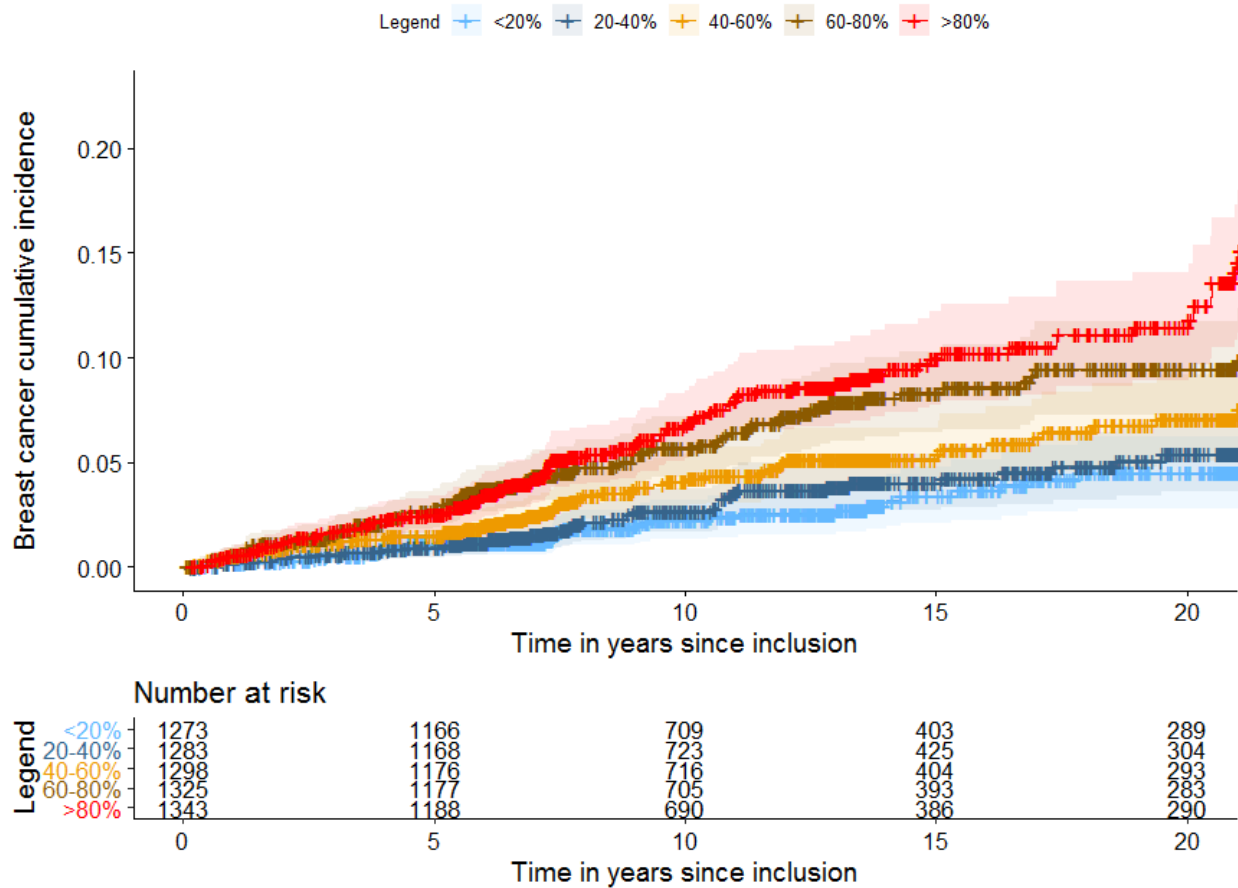 Legend <20% 20-40% 40-60% 60-80% >80%
Breast cancer cumulative incidence
0.20
0.15
0.10
0.05
0.00
0 5 10 15 20
Time in years since inclusion
Number at risk
Legend
<20% 1273 1166 709 403 289
20-40% 1283 1168 723 425 304
40-60% 1298 1176 716 404 293
60-80% 1325 1177 705 393 283
>80% 1343 1188 690 386 290
0 5 10 15 20
Time in years since inclusion